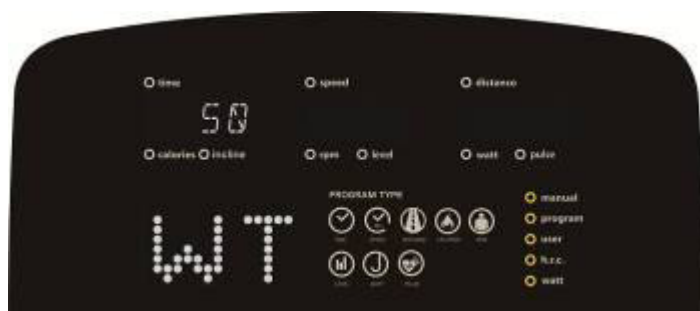 time speed distance
50
calories incline rpm level watt pulse
PROGRAM TYPE
manual
program
user
h.r.c.
watt
WT